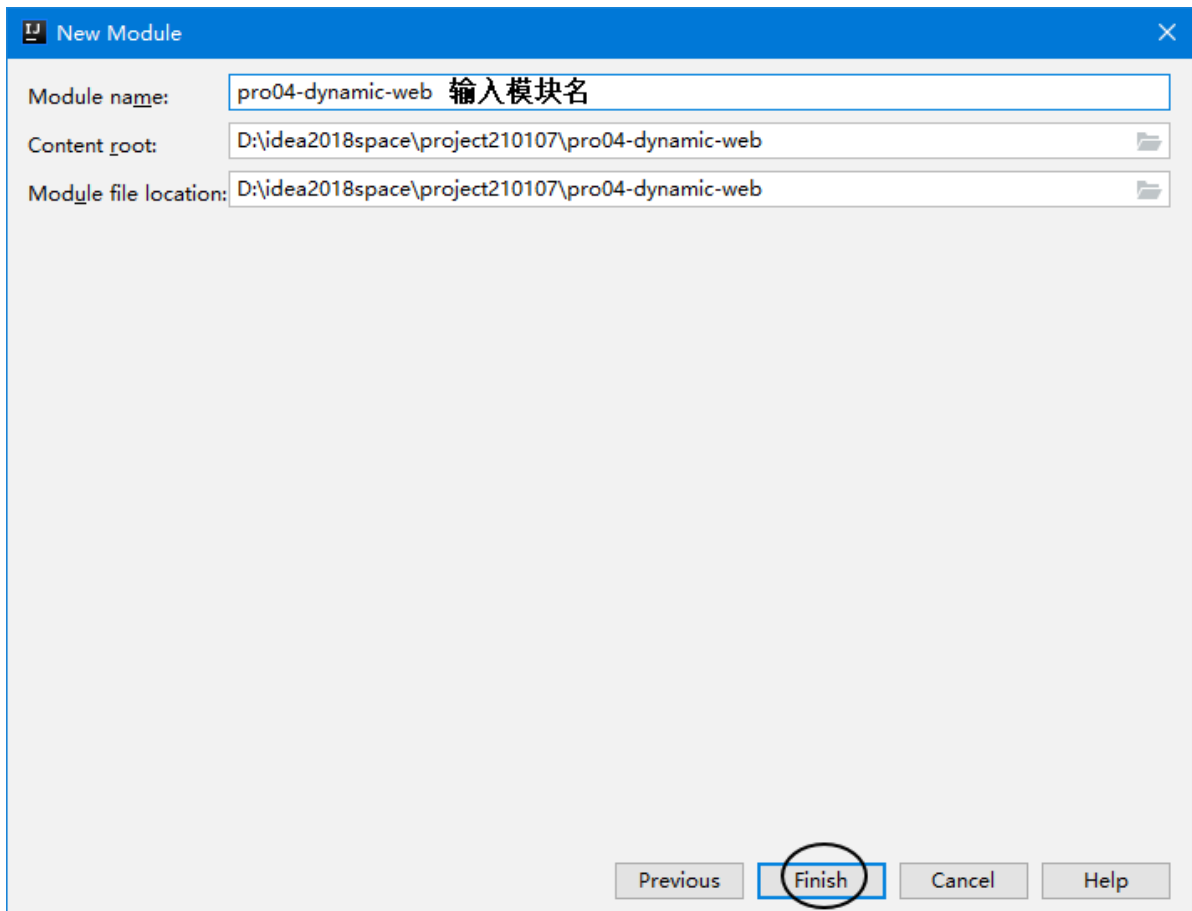 New Module
Module name: pro04-dynamic-web 输入模块名
Content root: D:\idea2018space\project210107\pro04-dynamic-web
Module file location: D:\idea2018space\project210107\pro04-dynamic-web
Previous Finish Cancel Help